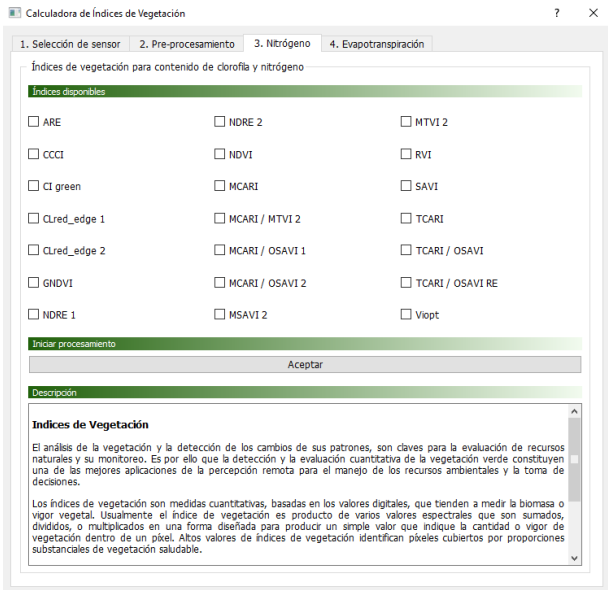 Calculadora de Índices de Vegetación
1. Selección de sensor 2. Pre-procesamiento 3. Nitrógeno 4. Evapotranspiración
Índices de vegetación para contenido de clorofila y nitrógeno
Índices disponibles
ARE NDRE 2 MTVI 2
CCCI NDVI RVI
CI green MCARI SAVI
CLred_edge 1 MCARI / MTVI 2 TCARI
CLred_edge 2 MCARI / OSAVI 1 TCARI / OSAVI
GNDVI MCARI / OSAVI 2 TCARI / OSAVI RE
NDRE 1 MSAVI 2 Viopt
Iniciar procesamiento
Aceptar
Descripción
Indices de Vegetación
El análisis de la vegetación y la detección de los cambios de sus patrones, son claves para la evaluación de recursos
naturales y su monitoreo. Es por ello que la detección y la evaluación cuantitativa de la vegetación verde constituyen
una de las mejores aplicaciones de la percepción remota para el manejo de los recursos ambientales y la toma de
decisiones.
Los índices de vegetación son medidas cuantitativas, basadas en los valores digitales, que tienden a medir la biomasa o
vigor vegetal. Usualmente el índice de vegetación es producto de varios valores espectrales que son sumados,
divididos, o multiplicados en una forma diseñada para producir un simple valor que indique la cantidad o vigor de
vegetación dentro de un píxel. Altos valores de índices de vegetación identifican píxeles cubiertos por proporciones
substanciales de vegetación saludable.